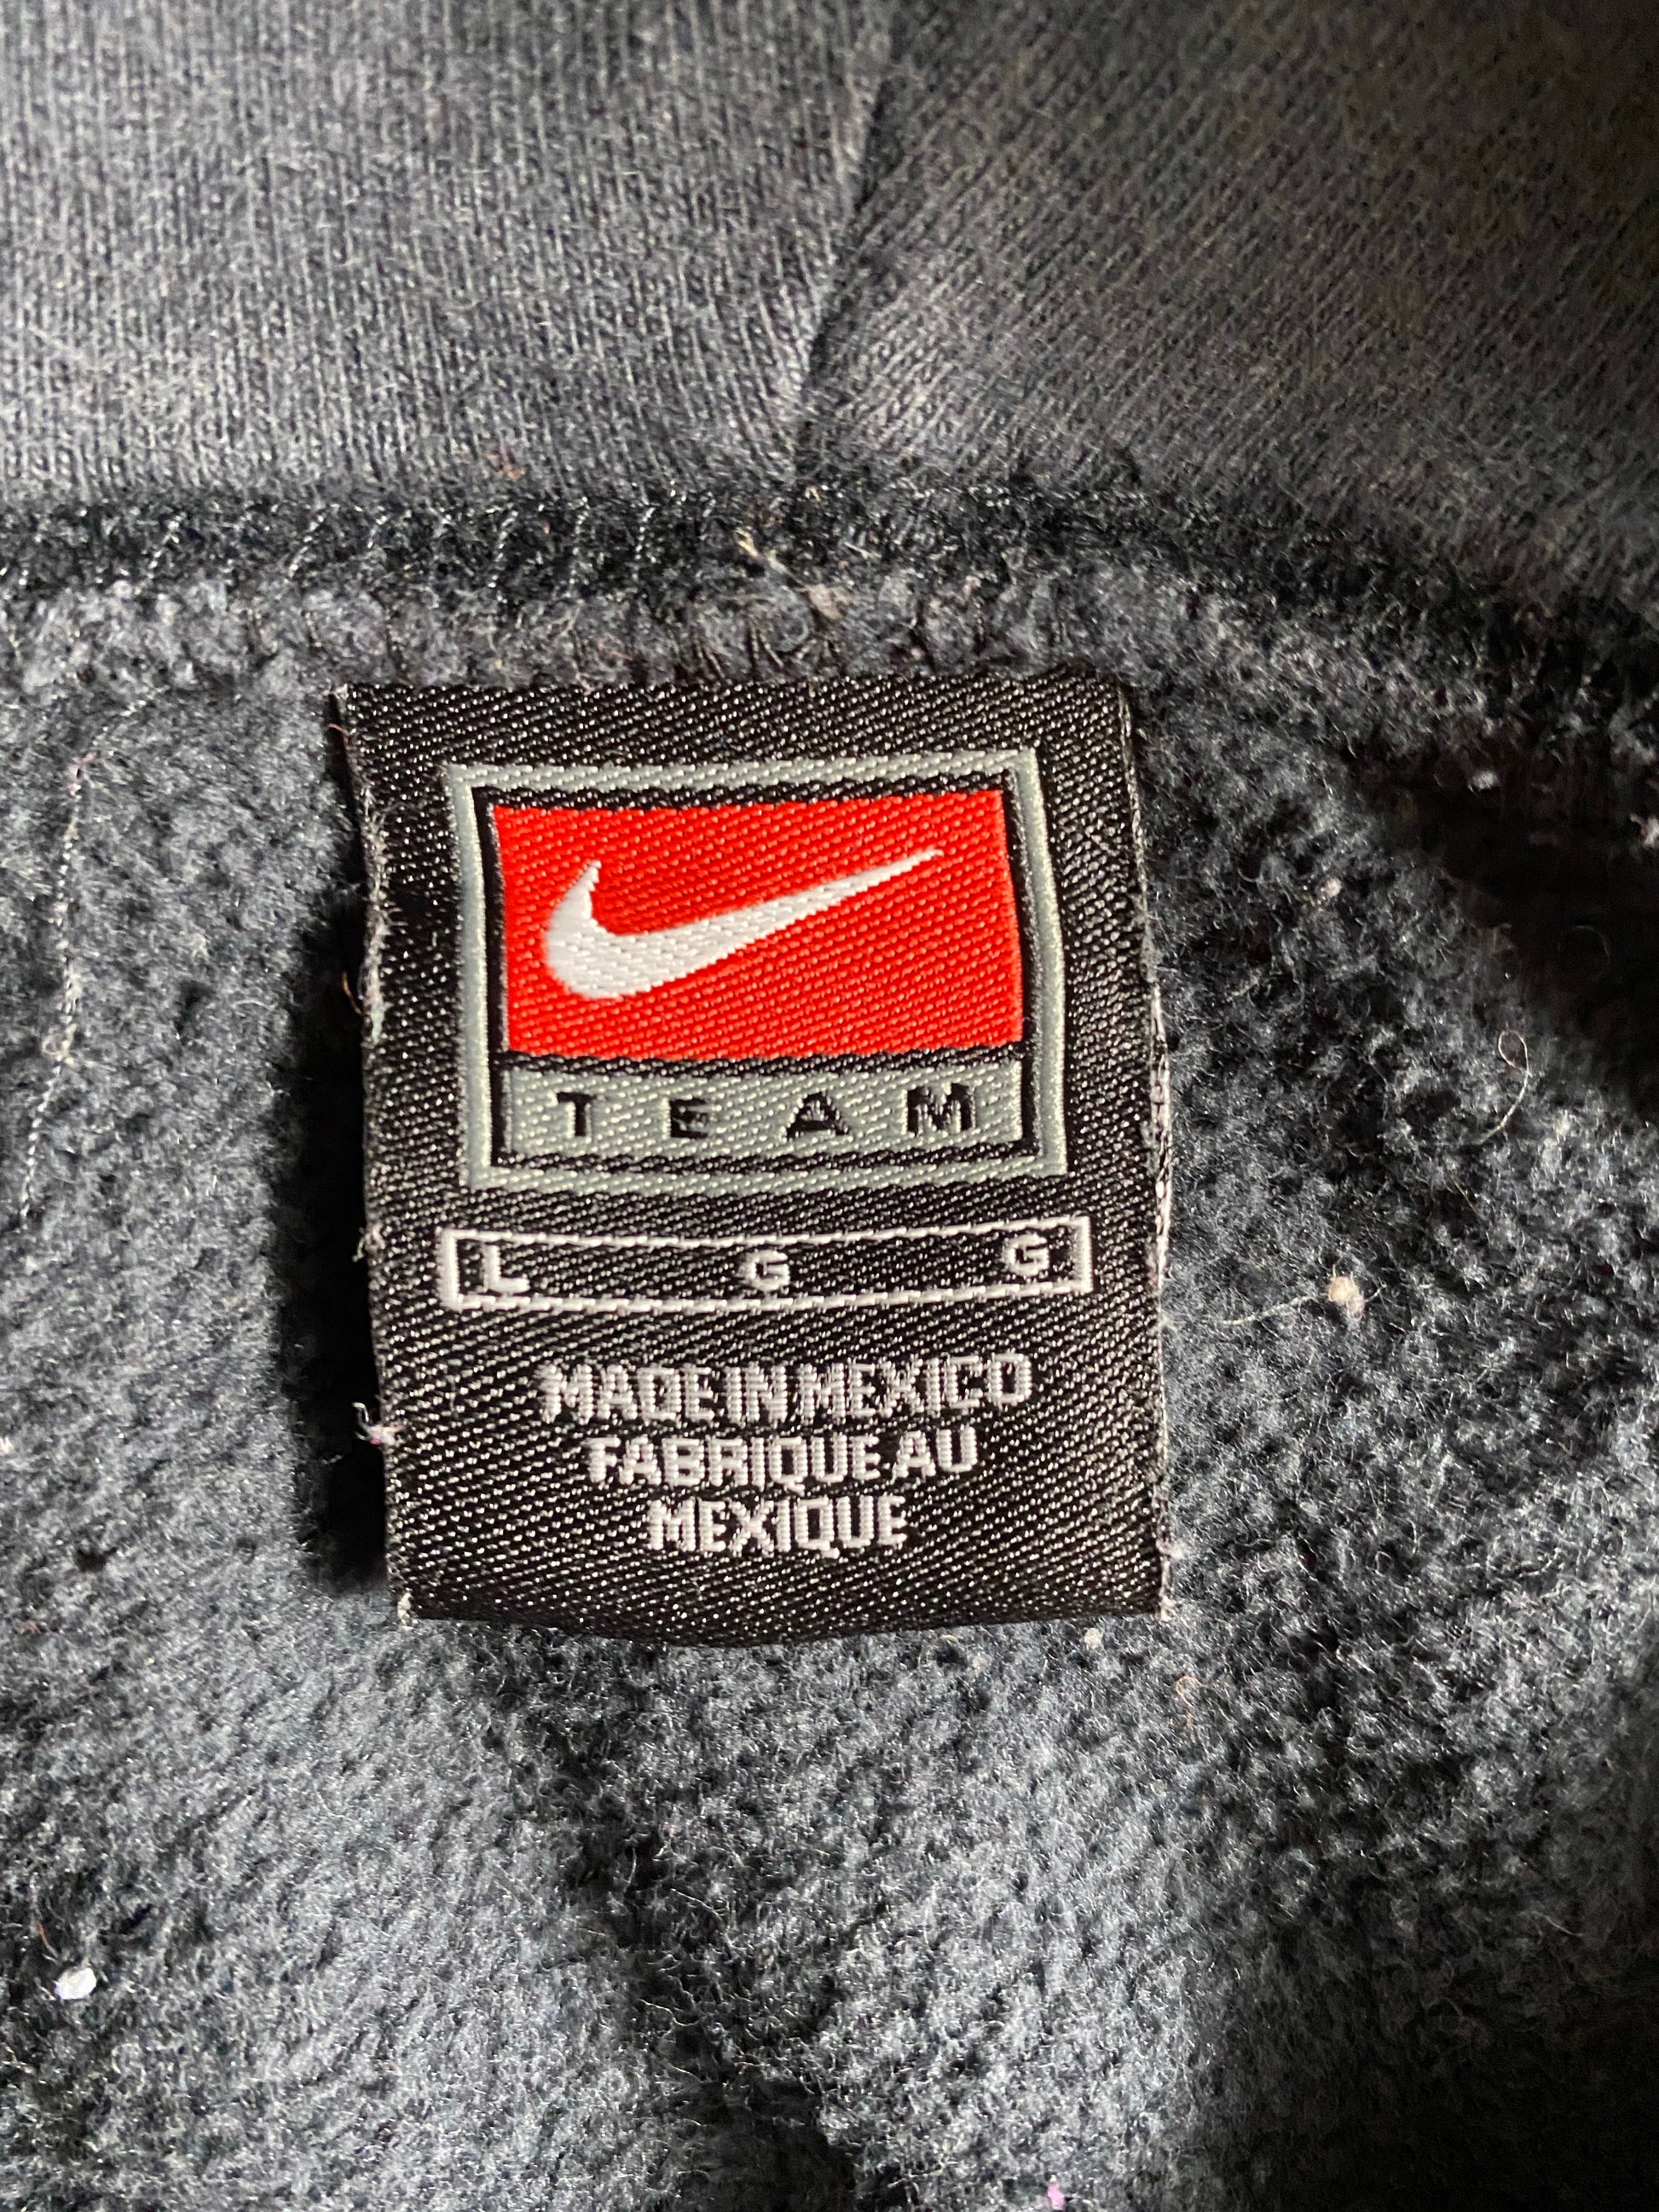 TEAM
L G G
MADE IN MEXICO
FABRIQUE AU
MEXIQUE